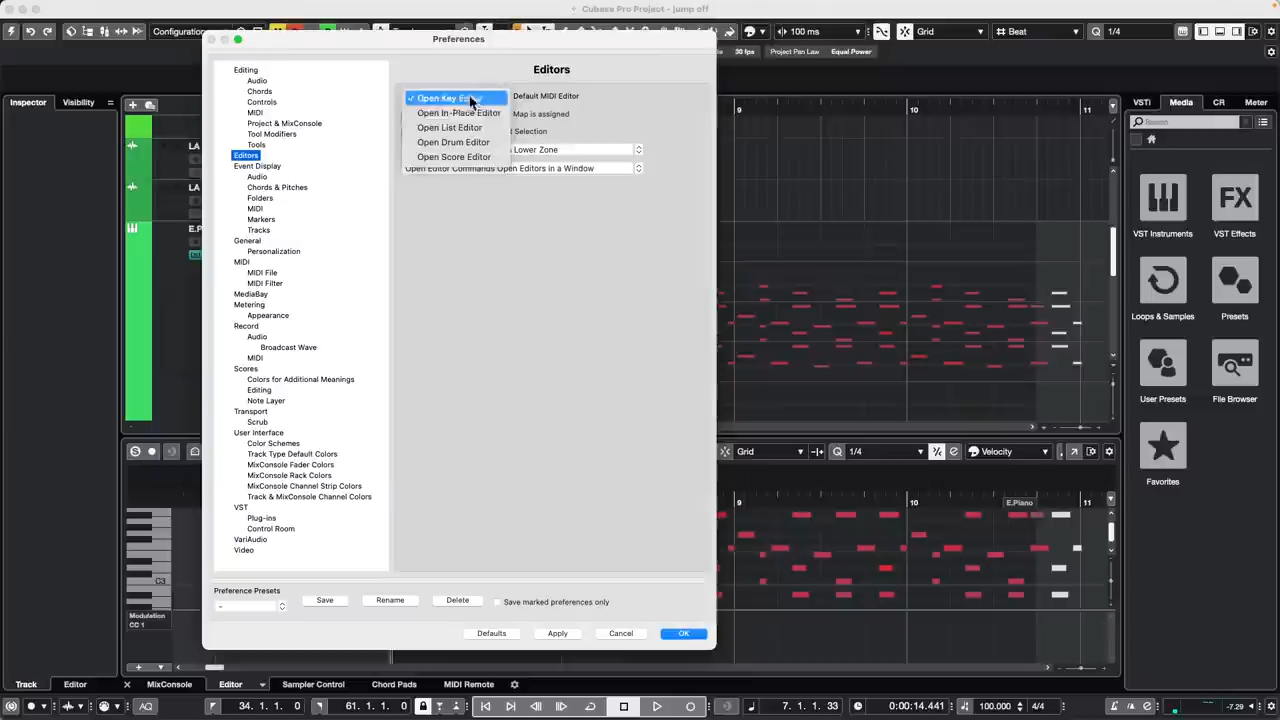 Cubase Pro Project - jump off
Configuration
100 ms
Grid
Beat
1/4
30 fps
Project Pan Law
Equal Power
Preferences
Inspector
Visibility
VSTi
Media
CR
Meter
Search
Editing
Audio
Chords
Controls
MIDI
Project & MixConsole
Tool Modifiers
Tools
Editors
Event Display
Audio
Chords & Pitches
Folders
MIDI
Markers
Tracks
General
Personalization
MIDI
MIDI File
MIDI Filter
MediaBay
Metering
Appearance
Record
Audio
Broadcast Wave
MIDI
Scores
Colors for Additional Meanings
Editing
Note Layer
Transport
Scrub
User Interface
Color Schemes
Track Type Default Colors
MixConsole Fader Colors
MixConsole Rack Colors
MixConsole Channel Strip Colors
Track & MixConsole Channel Colors
VST
Plug-ins
Control Room
VariAudio
Video
Editors
✓ Open Key Editor
Default MIDI Editor
Open In-Place Editor
Map is assigned
Open List Editor
Selection
Open Drum Editor
Lower Zone
Open Score Editor
Open Editor Commands Open Editors in a Window
Preference Presets
–
Save
Rename
Delete
Save marked preferences only
Defaults
Apply
Cancel
OK
LA
LA
E.P
9
10
11
VST Instruments
VST Effects
Loops & Samples
Presets
User Presets
File Browser
Favorites
Grid
1/4
Velocity
9
10
E.Piano
11
C3
Modulation
CC 1
Track
Editor
MixConsole
Editor
Sampler Control
Chord Pads
MIDI Remote
AQ
34. 1. 1. 0
61. 1. 1. 0
7. 1. 1. 33
0:00:14.441
100.000
4/4
-7.29